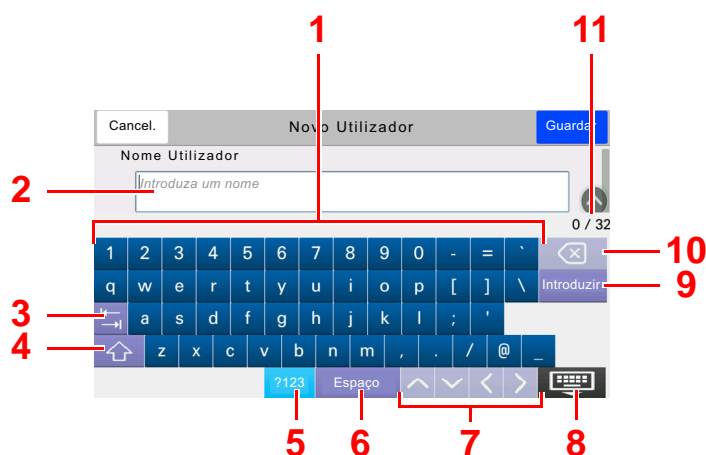 1 11
Cancel. Novo Utilizador Guardar
Nome Utilizador
2 Introduza um nome
0 / 32
1 2 3 4 5 6 7 8 9 0 - = ` 10
q w e r t y u i o p [ ] \ Introduzir 9
3 a s d f g h j k l ; '
4 z x c v b n m , . / @ _
?123 Espaço
5 6 7 8